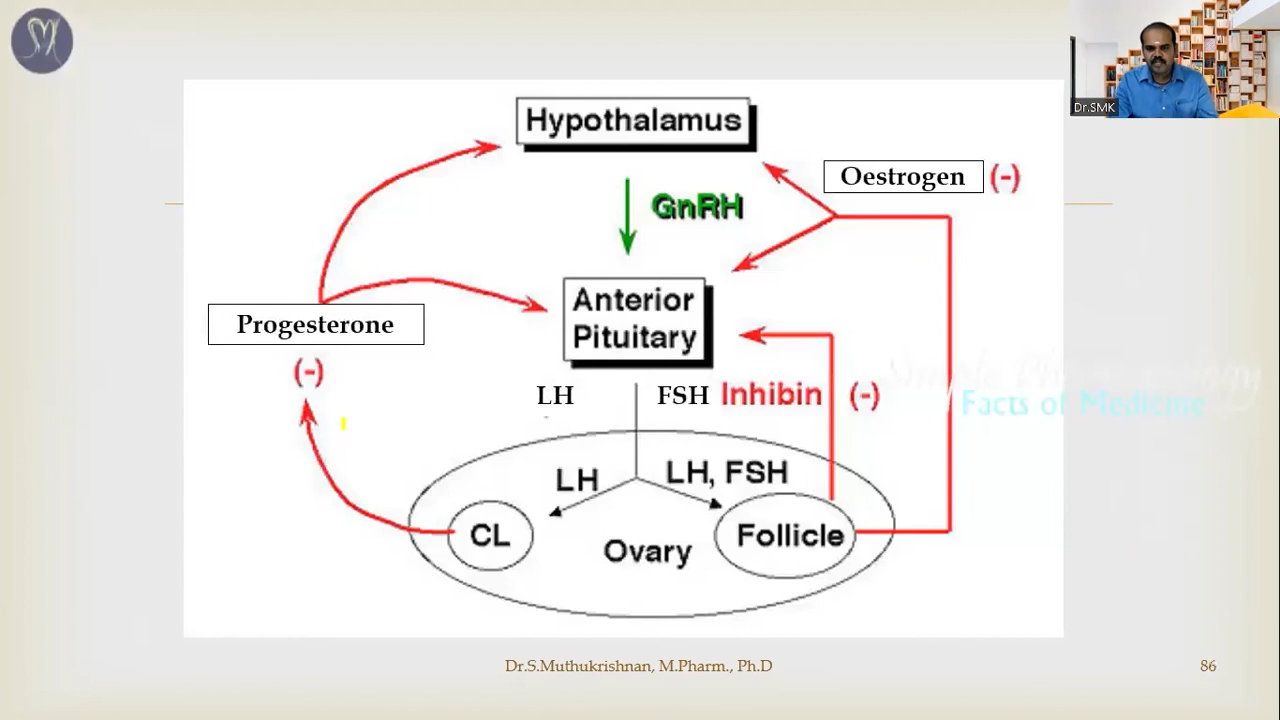 Dr.SMK
Hypothalamus
Oestrogen (-)
GnRH
Anterior
Pituitary
Progesterone
(-)
LH FSH Inhibin (-)
Facts of Medicine
LH LH, FSH
CL Follicle
Ovary
Dr.S.Muthukrishnan, M.Pharm., Ph.D 86